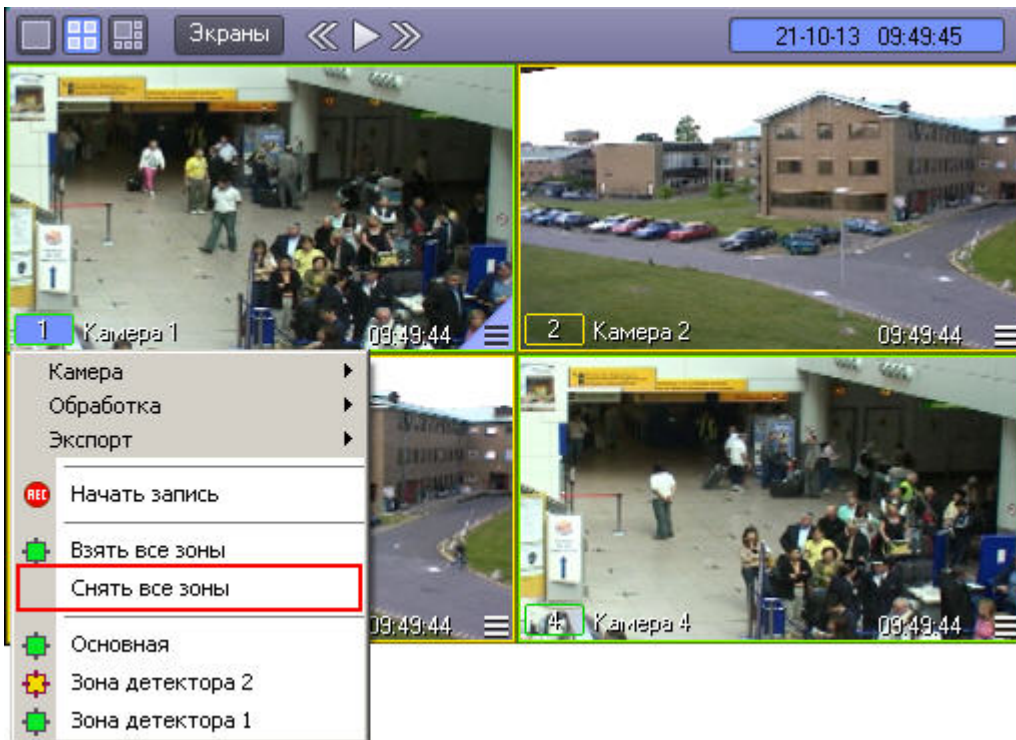 Экраны
21-10-13 09:49:45
1 Камера 1 09:49:44
2 Камера 2 09:49:44
Камера
Обработка
Экспорт
REC Начать запись
Взять все зоны
Снять все зоны
Основная
Зона детектора 2
Зона детектора 1
09:49:44
4 Камера 4 09:49:44